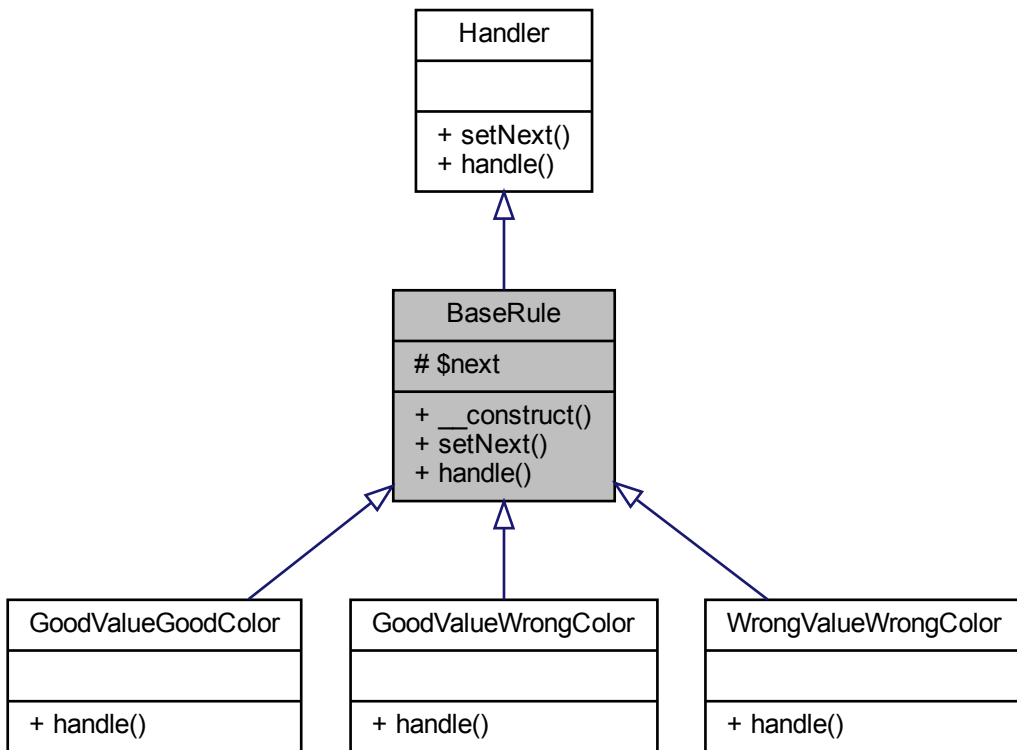 Handler
+ setNext()
+ handle()
BaseRule
# $next
+ __construct()
+ setNext()
+ handle()
GoodValueGoodColor
+ handle()
GoodValueWrongColor
+ handle()
WrongValueWrongColor
+ handle()